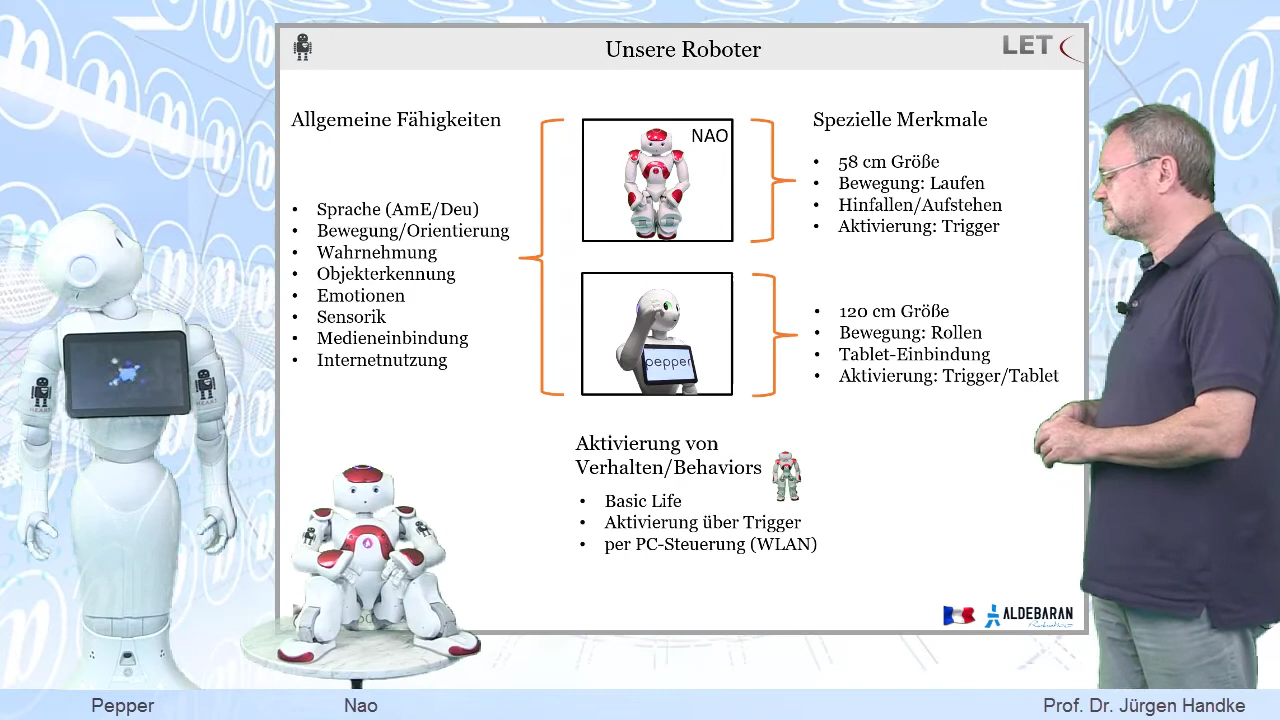 Unsere Roboter
LET
Allgemeine Fähigkeiten
• Sprache (AmE/Deu)
• Bewegung/Orientierung
• Wahrnehmung
• Objekterkennung
• Emotionen
• Sensorik
• Medieneinbindung
• Internetnutzung
NAO
pepper
Spezielle Merkmale
• 58 cm Größe
• Bewegung: Laufen
• Hinfallen/Aufstehen
• Aktivierung: Trigger
• 120 cm Größe
• Bewegung: Rollen
• Tablet-Einbindung
• Aktivierung: Trigger/Tablet
Aktivierung von
Verhalten/Behaviors
• Basic Life
• Aktivierung über Trigger
• per PC-Steuerung (WLAN)
ALDEBARAN
Robotics
Pepper
Nao
Prof. Dr. Jürgen Handke